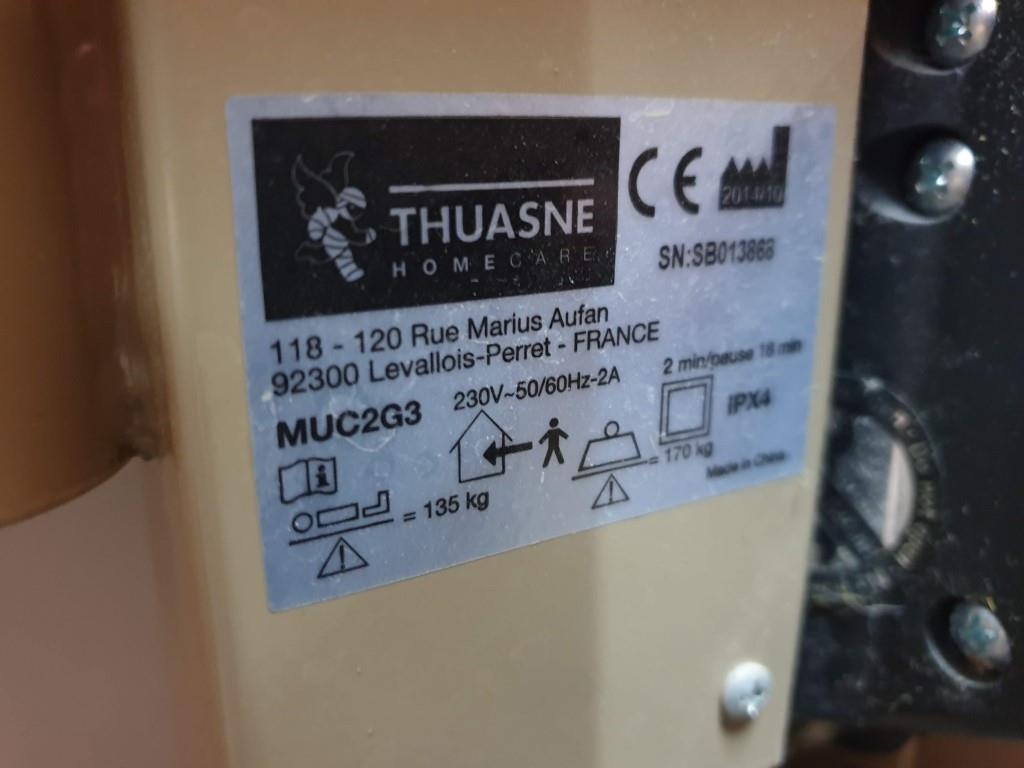 THUASNE
HOMECARE
CE
2014/10
SN:SB013868
118 - 120 Rue Marius Aufan
92300 Levallois-Perret - FRANCE
MUC2G3
230V~50/60Hz-2A
2 min/pause 18 min
IPX4
i
= 135 kg
= 170 kg
Made in China